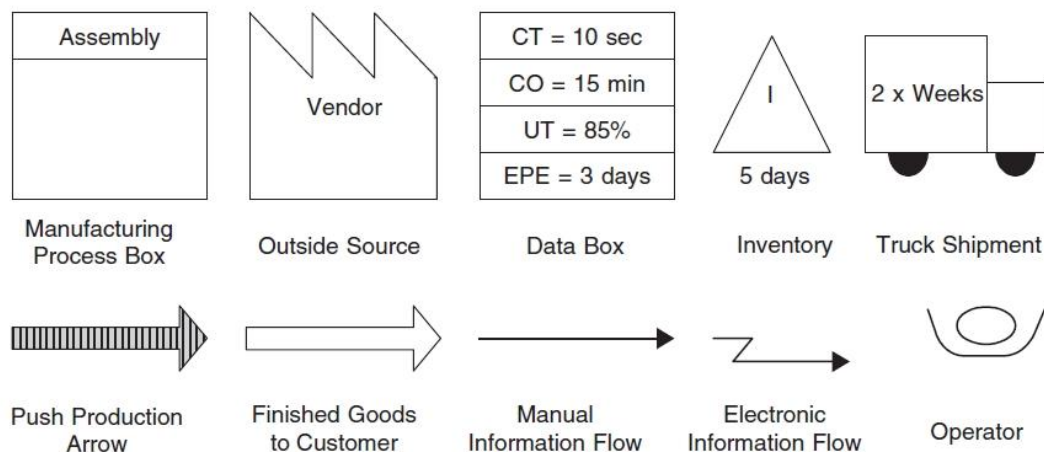 Assembly
Vendor
CT = 10 sec
CO = 15 min
UT = 85%
EPE = 3 days
I
5 days
2 x Weeks
Manufacturing
Process Box
Outside Source
Data Box
Inventory
Truck Shipment
Push Production
Arrow
Finished Goods
to Customer
Manual
Information Flow
Electronic
Information Flow
Operator